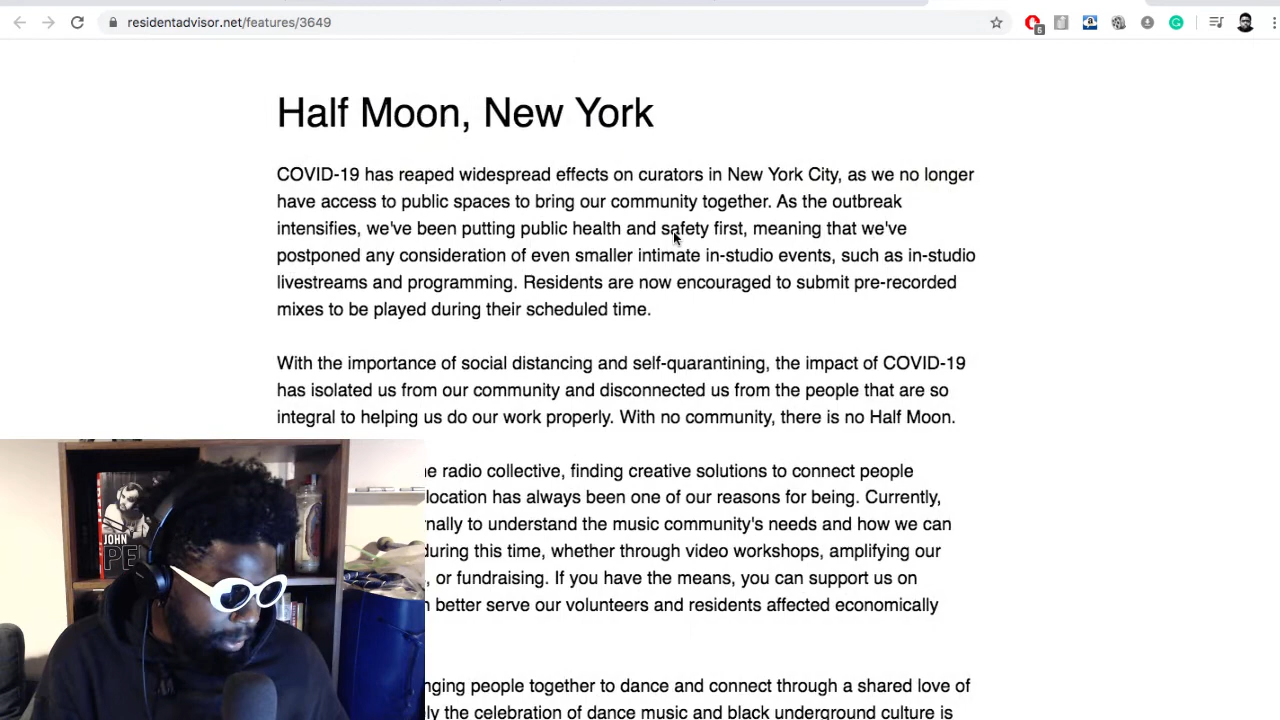 residentadvisor.net/features/3649
5
Half Moon, New York
COVID-19 has reaped widespread effects on curators in New York City, as we no longer
have access to public spaces to bring our community together. As the outbreak
intensifies, we've been putting public health and safety first, meaning that we've
postponed any consideration of even smaller intimate in-studio events, such as in-studio
livestreams and programming. Residents are now encouraged to submit pre-recorded
mixes to be played during their scheduled time.
With the importance of social distancing and self-quarantining, the impact of COVID-19
has isolated us from our community and disconnected us from the people that are so
integral to helping us do our work properly. With no community, there is no Half Moon.
radio collective, finding creative solutions to connect people
location has always been one of our reasons for being. Currently,
to understand the music community's needs and how we can
during this time, whether through video workshops, amplifying our
, or fundraising. If you have the means, you can support us on
better serve our volunteers and residents affected economically
people together to dance and connect through a shared love of
the celebration of dance music and black underground culture is
JOHN
PE